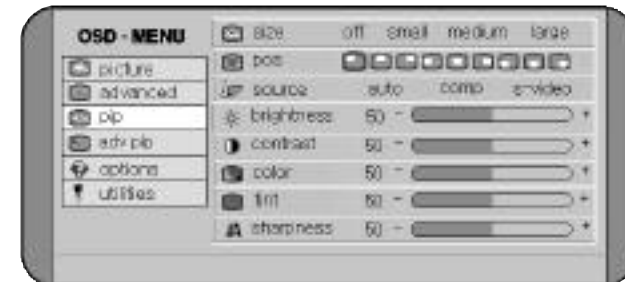 OSD - MENU
picture
advanced
pip
adv pip
options
utilities
size off small medium large
pos
source auto comp s-video
brightness 50 - +
contrast 50 - +
color 50 - +
tint 50 - +
sharpness 50 - +